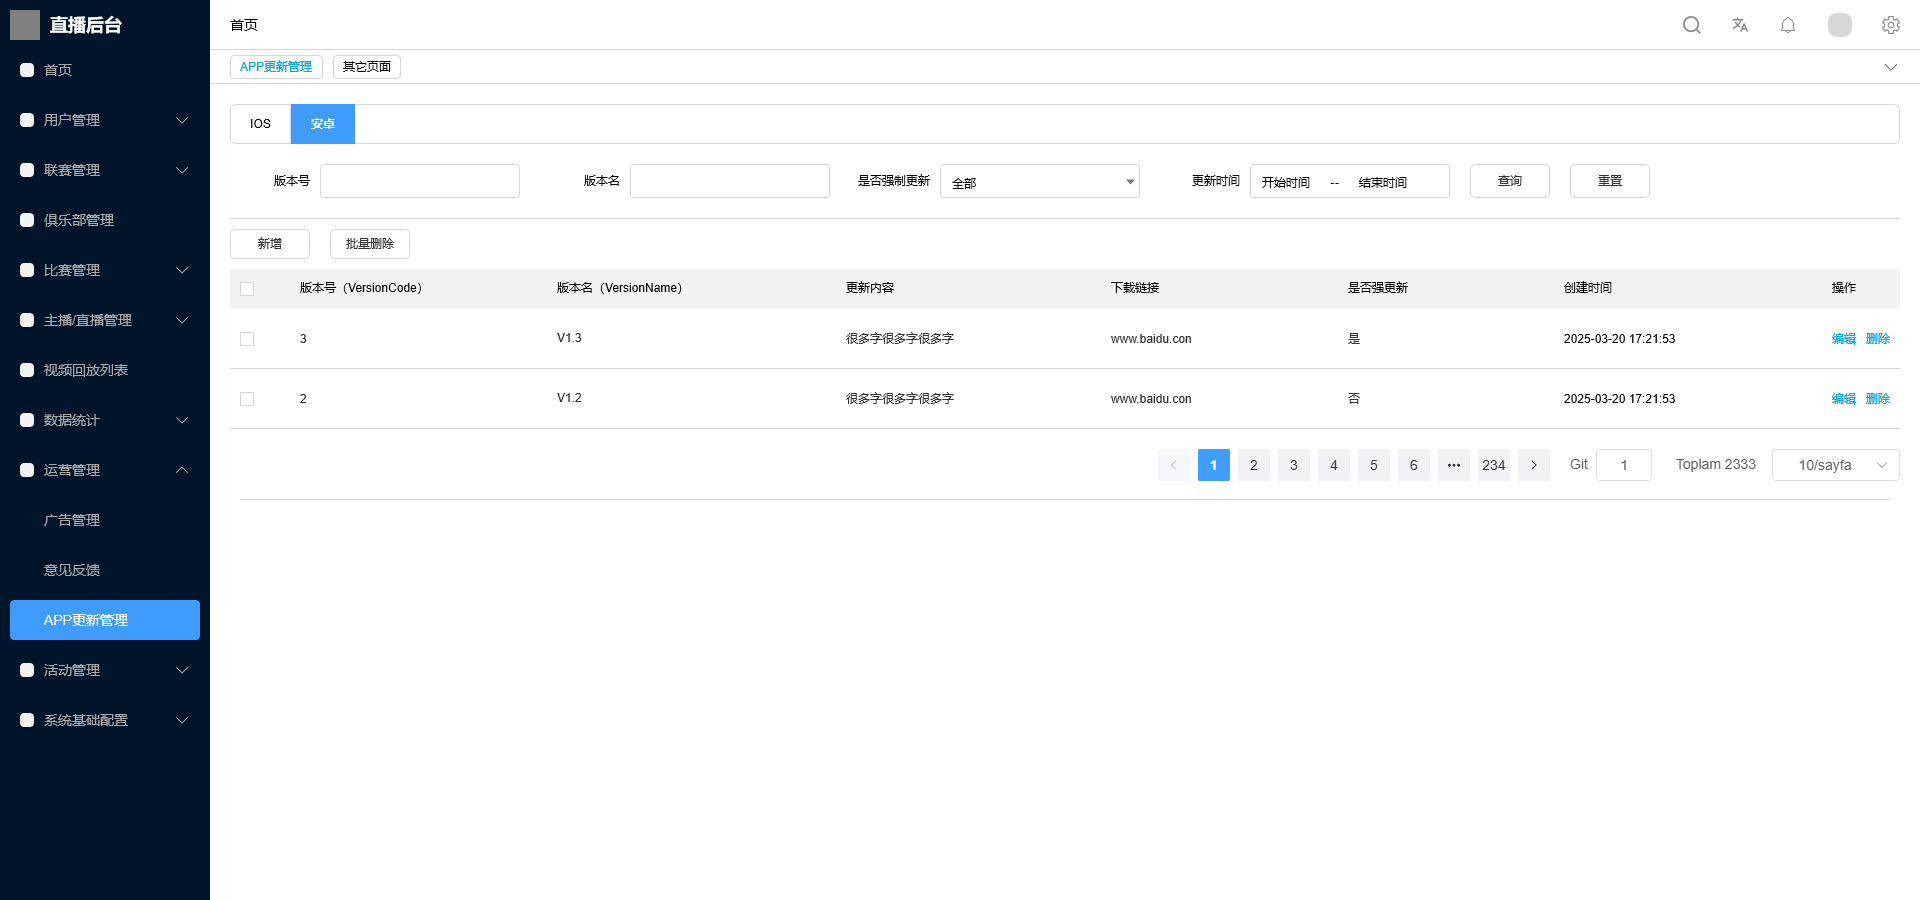 直播后台
首页
用户管理
联赛管理
俱乐部管理
比赛管理
主播/直播管理
视频回放列表
数据统计
运营管理
广告管理
意见反馈
APP更新管理
活动管理
系统基础配置
首页
APP更新管理 其它页面
IOS 安卓
版本号 版本名 是否强制更新 全部 更新时间 开始时间 -- 结束时间 查询 重置
新增 批量删除
版本号（VersionCode） 版本名（VersionName） 更新内容 下载链接 是否强更新 创建时间 操作
3 V1.3 很多字很多字很多字 www.baidu.con 是 2025-03-20 17:21:53 编辑 删除
2 V1.2 很多字很多字很多字 www.baidu.con 否 2025-03-20 17:21:53 编辑 删除
1 2 3 4 5 6 ••• 234 Git 1 Toplam 2333 10/sayfa